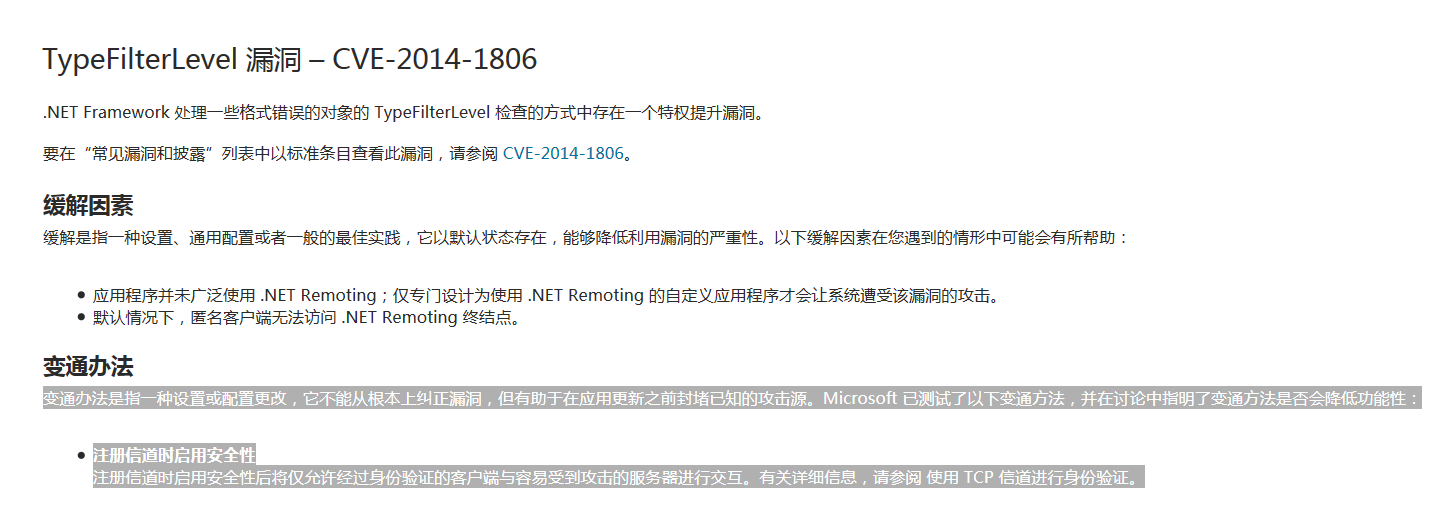 TypeFilterLevel 漏洞 – CVE-2014-1806
.NET Framework 处理一些格式错误的对象的 TypeFilterLevel 检查的方式中存在一个特权提升漏洞。
要在“常见漏洞和披露”列表中以标准条目查看此漏洞，请参阅 CVE-2014-1806。
缓解因素
缓解是指一种设置、通用配置或者一般的最佳实践，它以默认状态存在，能够降低利用漏洞的严重性。以下缓解因素在您遇到的情形中可能会有所帮助：
● 应用程序并未广泛使用 .NET Remoting；仅专门设计为使用 .NET Remoting 的自定义应用程序才会让系统遭受该漏洞的攻击。
● 默认情况下，匿名客户端无法访问 .NET Remoting 终结点。
变通办法
变通办法是指一种设置或配置更改，它不能从根本上纠正漏洞，但有助于在应用更新之前封堵已知的攻击源。Microsoft 已测试了以下变通方法，并在讨论中指明了变通方法是否会降低功能性：
● 注册信道时启用安全性
注册信道时启用安全性后将仅允许经过身份验证的客户端与容易受到攻击的服务器进行交互。有关详细信息，请参阅 使用 TCP 信道进行身份验证。